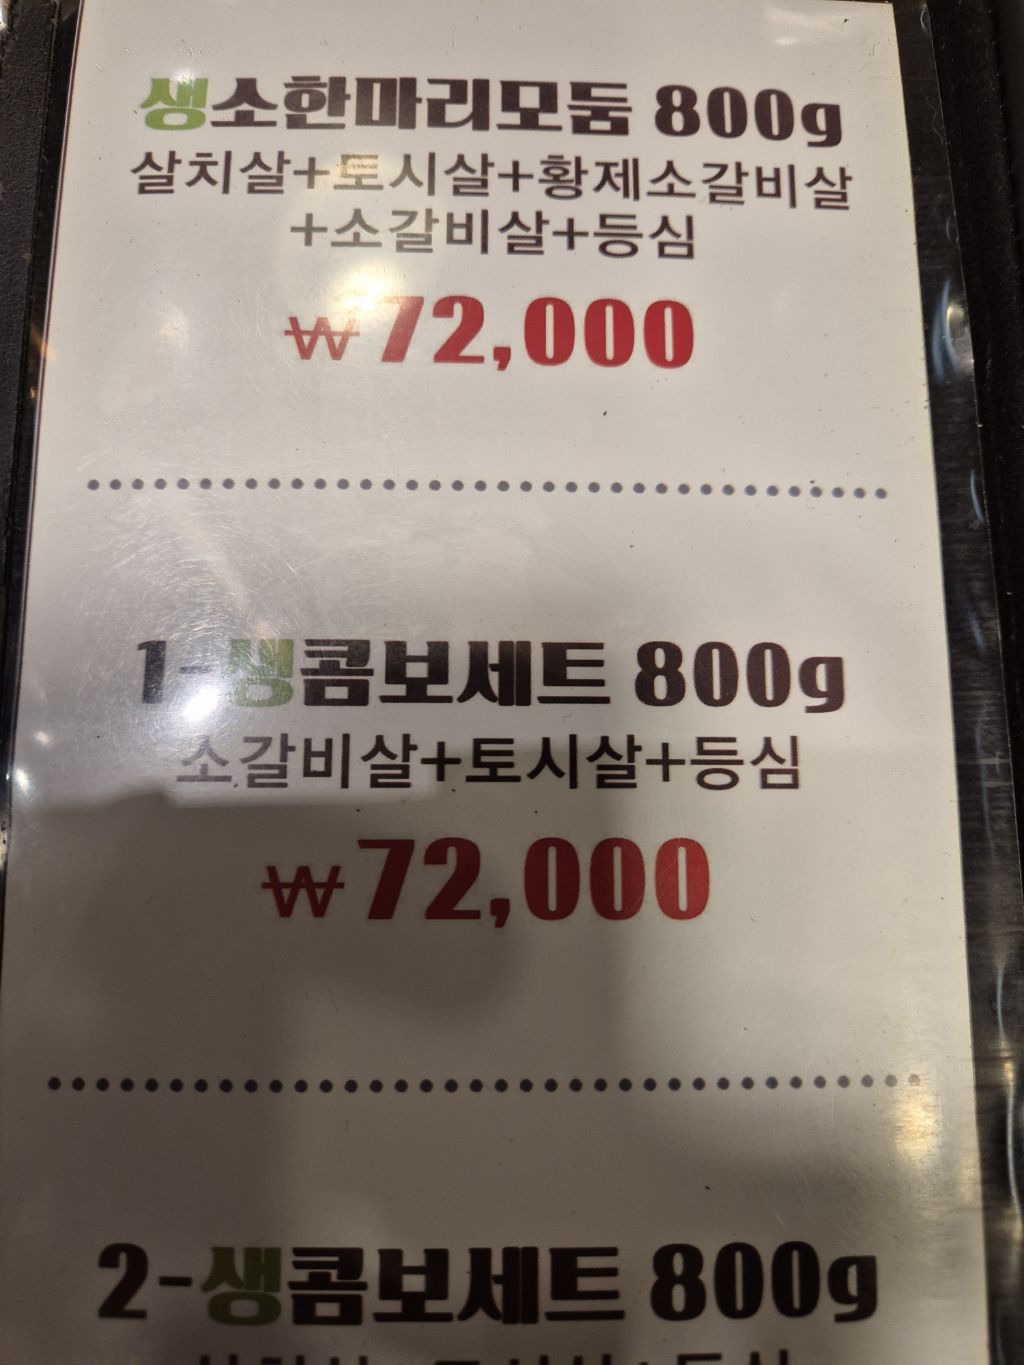 생소한마리모둠 800g
살치살+토시살+황제소갈비살
+소갈비살+등심
₩72,000
1-생콤보세트 800g
소갈비살+토시살+등심
₩72,000
2-생콤보세트 800g